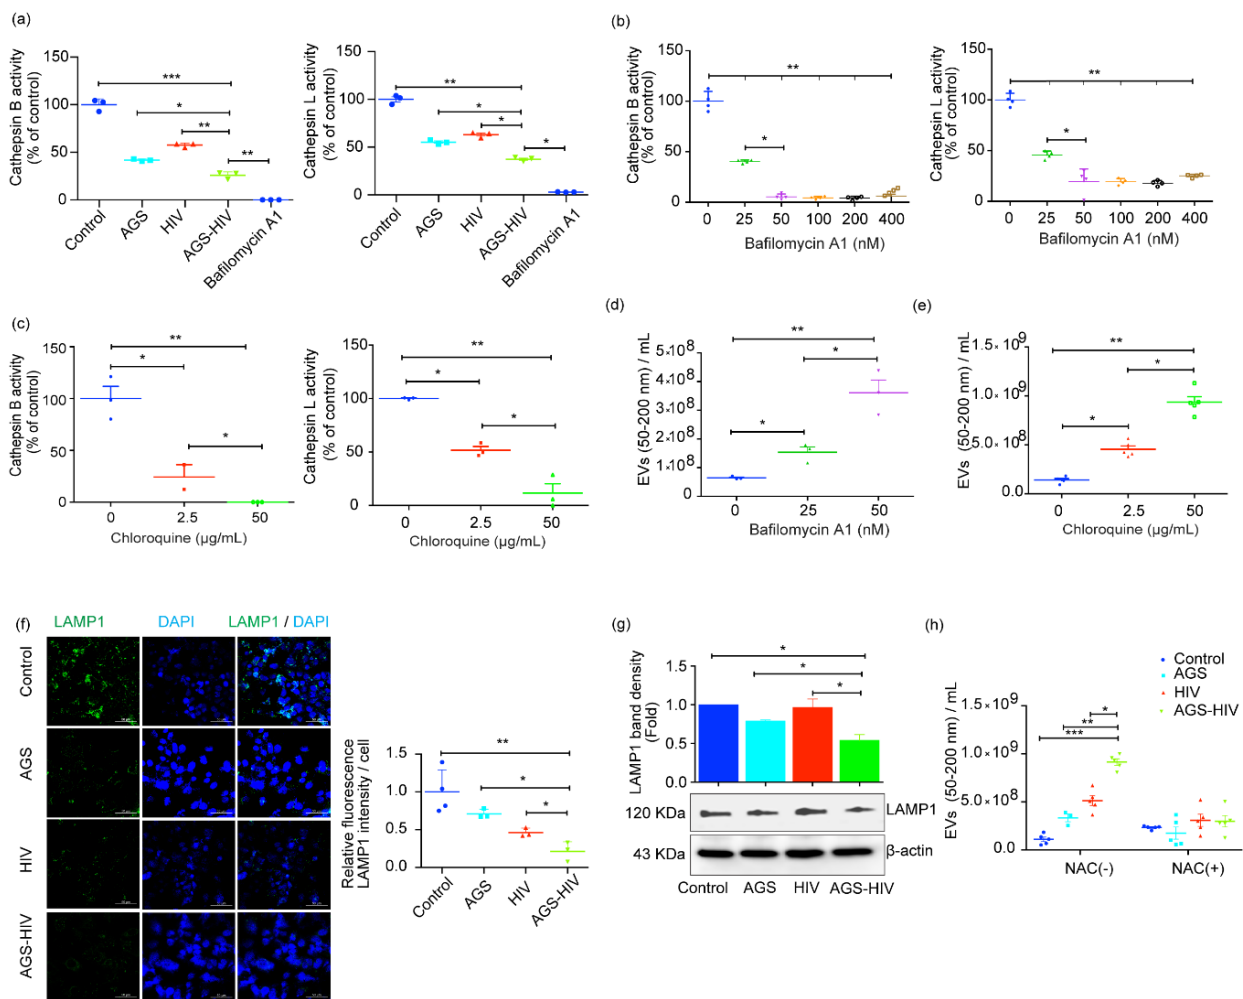 (a)
Cathepsin B activity
(% of control)
150
100
50
0
***
*
**
**
Control
AGS
HIV
AGS-HIV
Bafilomycin A1
Cathepsin L activity
(% of control)
150
100
50
0
**
*
*
*
Control
AGS
HIV
AGS-HIV
Bafilomycin A1
(b)
Cathepsin B activity
(% of control)
150
100
50
0
**
*
0 25 50 100 200 400
Bafilomycin A1 (nM)
Cathepsin L activity
(% of control)
150
100
50
0
**
*
0 25 50 100 200 400
Bafilomycin A1 (nM)
(c)
Cathepsin B activity
(% of control)
150
100
50
0
**
*
*
0 2.5 50
Chloroquine (µg/mL)
Cathepsin L activity
(% of control)
150
100
50
0
**
*
*
0 2.5 50
Chloroquine (µg/mL)
(d)
EVs (50-200 nm) / mL
5×10⁸
4×10⁸
3×10⁸
2×10⁸
1×10⁸
0
**
*
*
0 25 50
Bafilomycin A1 (nM)
(e)
EVs (50-200 nm) / mL
1.5×10⁹
1.0×10⁹
5.0×10⁸
0.0
**
*
*
0 2.5 50
Chloroquine (µg/mL)
(f)
LAMP1 DAPI LAMP1 / DAPI
Control
AGS
HIV
AGS-HIV
Relative fluorescence
LAMP1 intensity / cell
1.5
1.0
0.5
0.0
**
*
*
Control
AGS
HIV
AGS-HIV
(g)
LAMP1 band density
(Fold)
1.5
1.0
0.5
0.0
*
*
*
120 KDa LAMP1
43 KDa β-actin
Control AGS HIV AGS-HIV
(h)
Control
AGS
HIV
AGS-HIV
EVs (50-200 nm) / mL
1.5×10⁹
1.0×10⁹
5.0×10⁸
0.0
*
**
***
NAC(-) NAC(+)